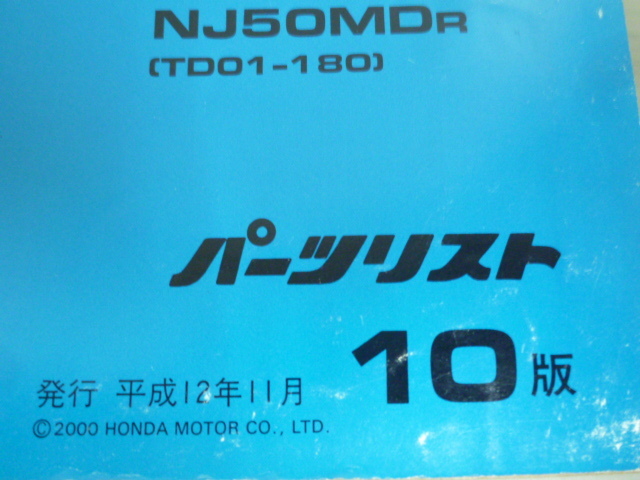 NJ50MDR
(TD01-180)
パーツリスト
10版
発行 平成12年11月
©2000 HONDA MOTOR CO., LTD.